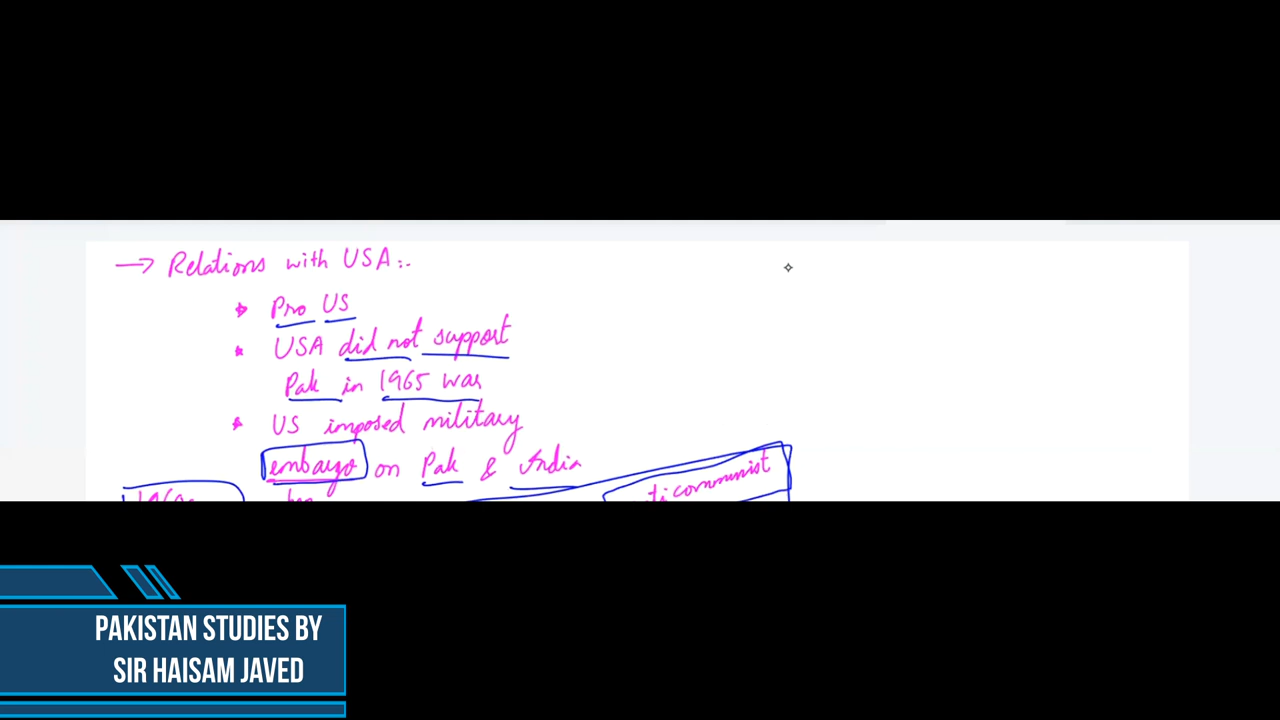 → Relations with USA:-
* Pro US
* USA did not support
Pak in 1965 war
* US imposed military
embargo on Pak & India
PAKISTAN STUDIES BY
SIR HAISAM JAVED